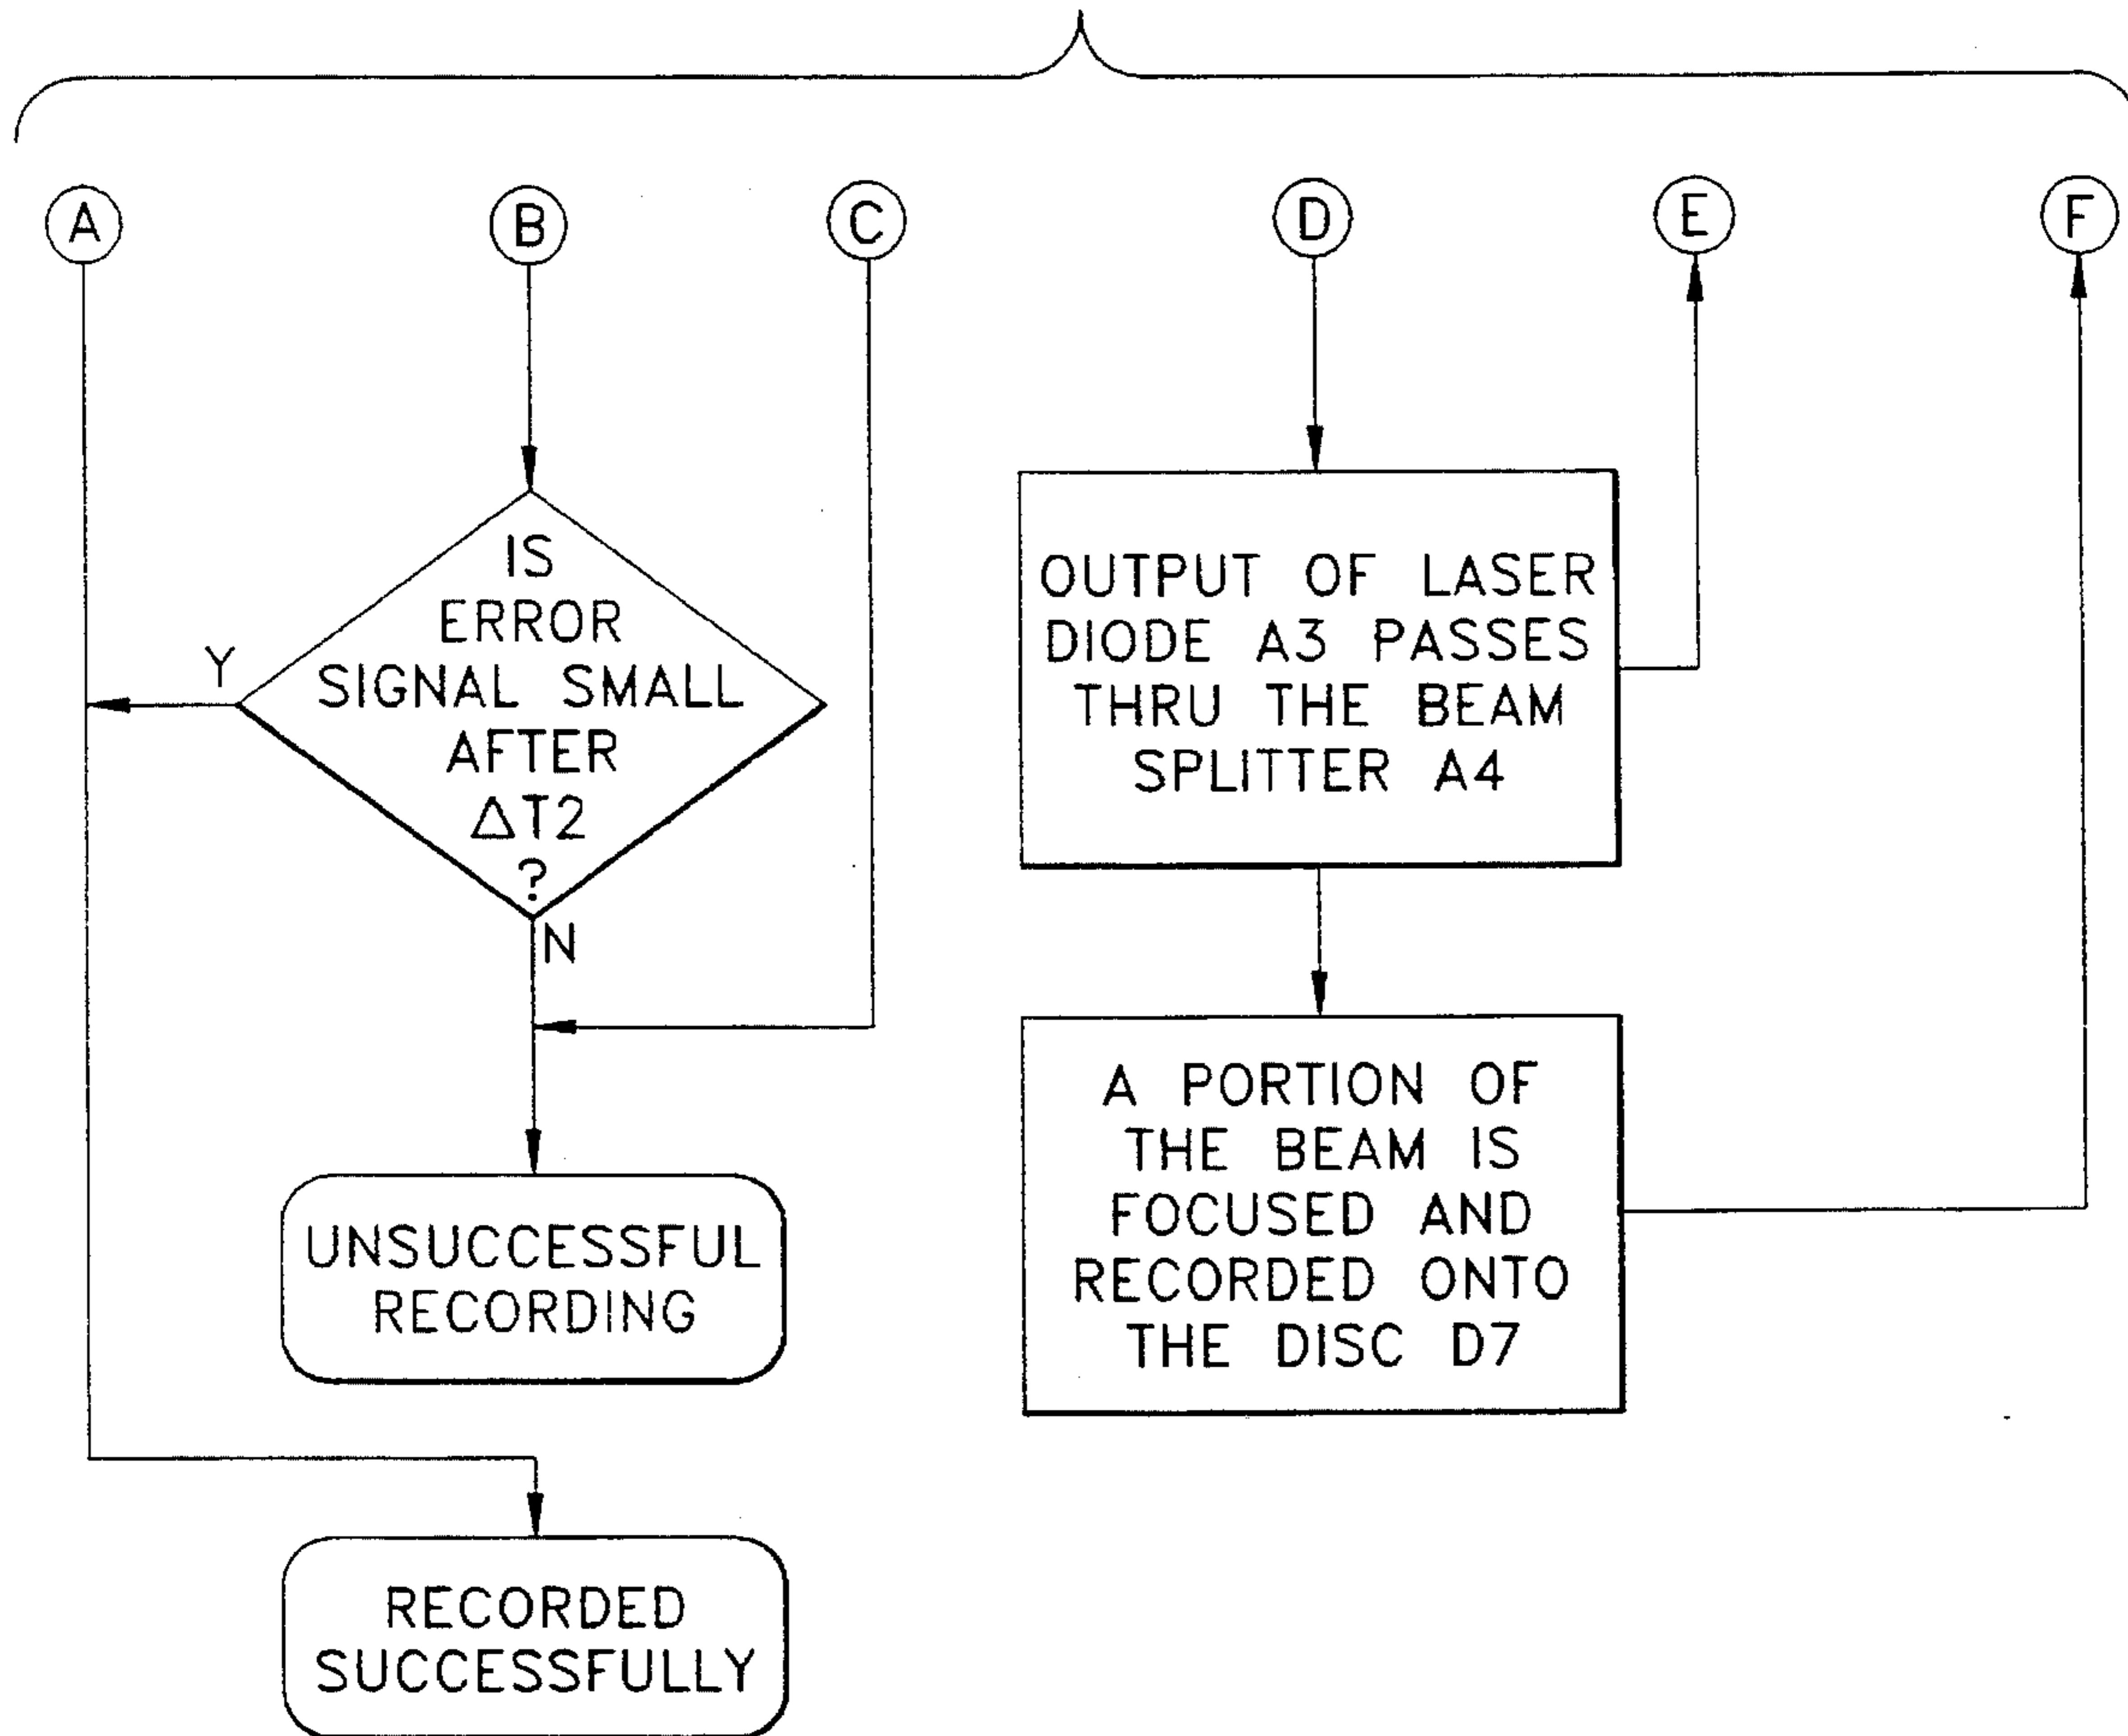 A
B
C
D
E
F
IS
ERROR
SIGNAL SMALL
AFTER
ΔT2
?
Y
N
UNSUCCESSFUL
RECORDING
RECORDED
SUCCESSFULLY
OUTPUT OF LASER
DIODE A3 PASSES
THRU THE BEAM
SPLITTER A4
A PORTION OF
THE BEAM IS
FOCUSED AND
RECORDED ONTO
THE DISC D7